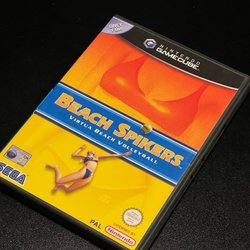 NINTENDO
GAMECUBE
BEACH SPIKERS
VIRTUA BEACH VOLLEYBALL
SEGA
PAL
Nintendo